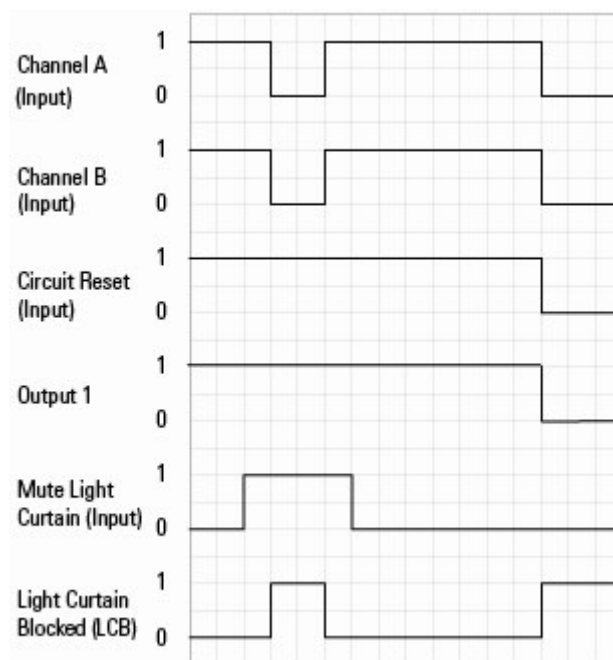 1
Channel A
(Input)
0
1
Channel B
(Input)
0
1
Circuit Reset
(Input)
0
1
Output 1
0
1
Mute Light
Curtain (Input)
0
1
Light Curtain
Blocked (LCB)
0